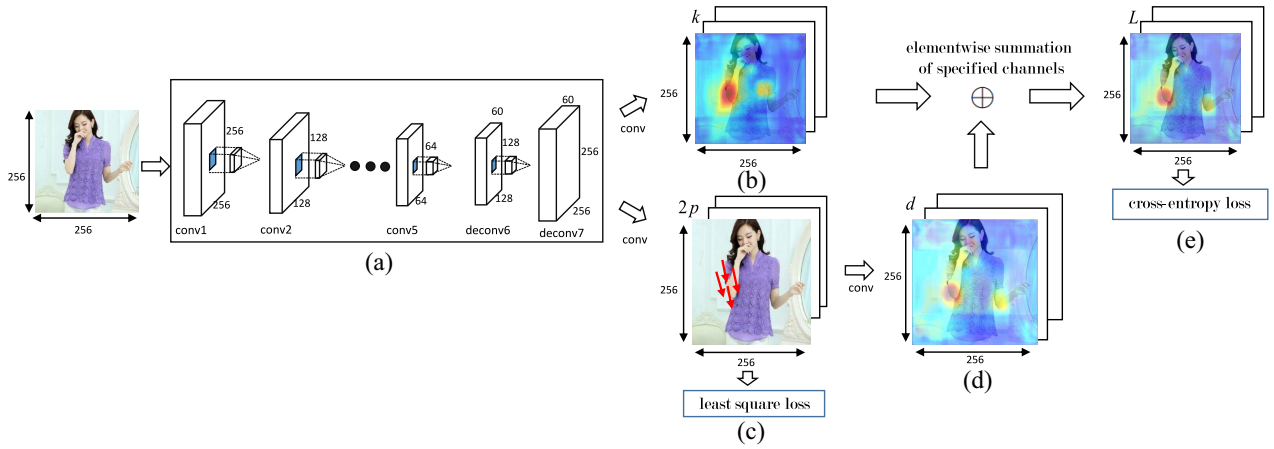 256
256
256
256
conv1
128
128
conv2
64
64
conv5
60
128
128
deconv6
60
256
256
deconv7
(a)
conv
conv
k
256
256
(b)
2p
256
256
least square loss
(c)
conv
d
256
256
(d)
elementwise summation
of specified channels
L
256
256
cross-entropy loss
(e)